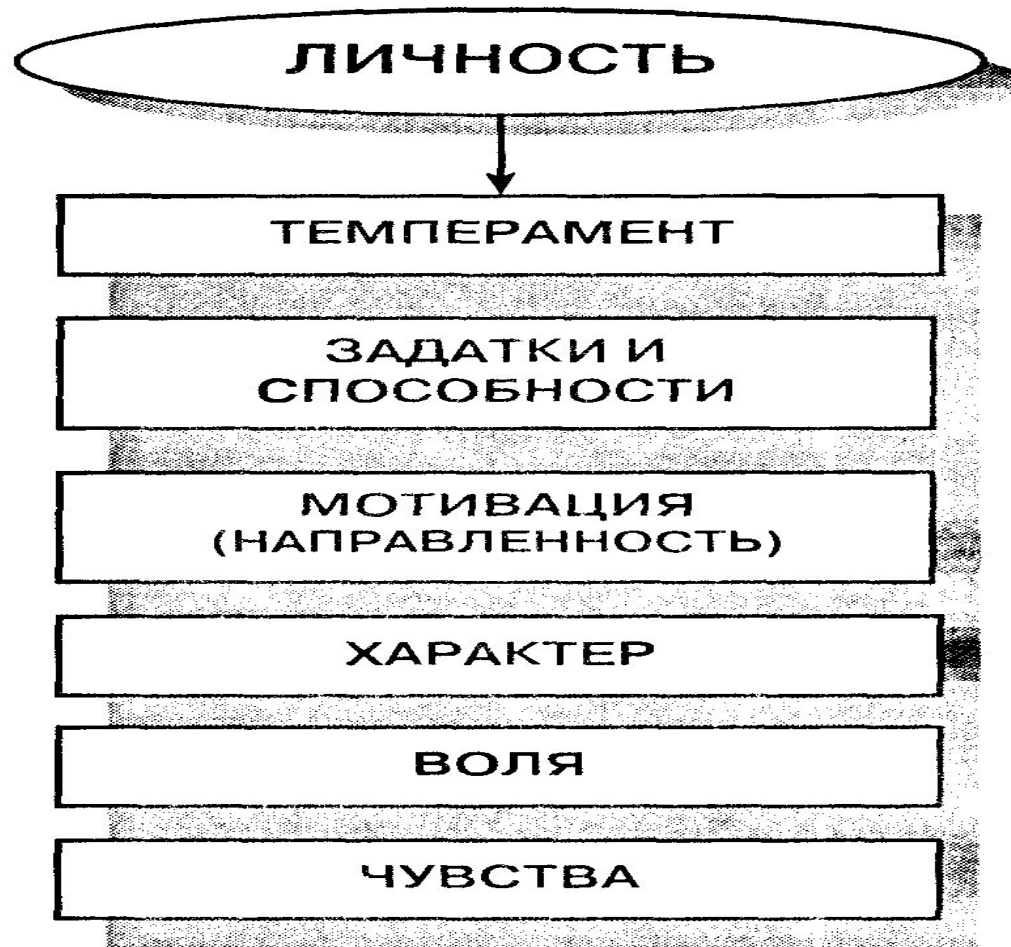 ЛИЧНОСТЬ
ТЕМПЕРАМЕНТ
ЗАДАТКИ И
СПОСОБНОСТИ
МОТИВАЦИЯ
(НАПРАВЛЕННОСТЬ)
ХАРАКТЕР
ВОЛЯ
ЧУВСТВА